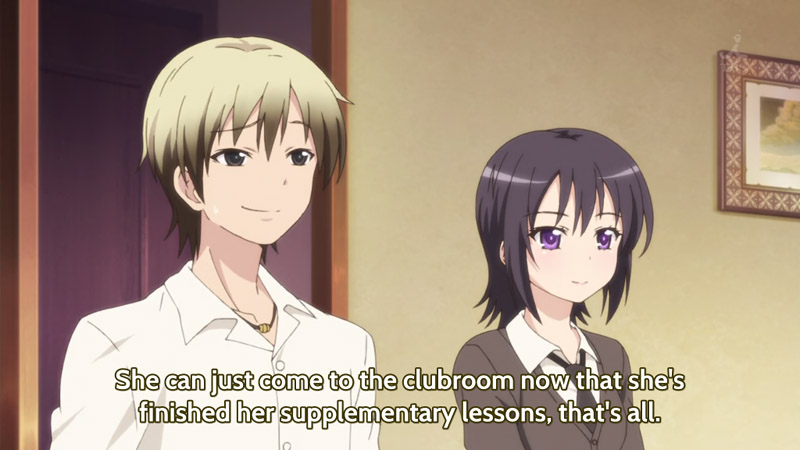 She can just come to the clubroom now that she's
finished her supplementary lessons, that's all.